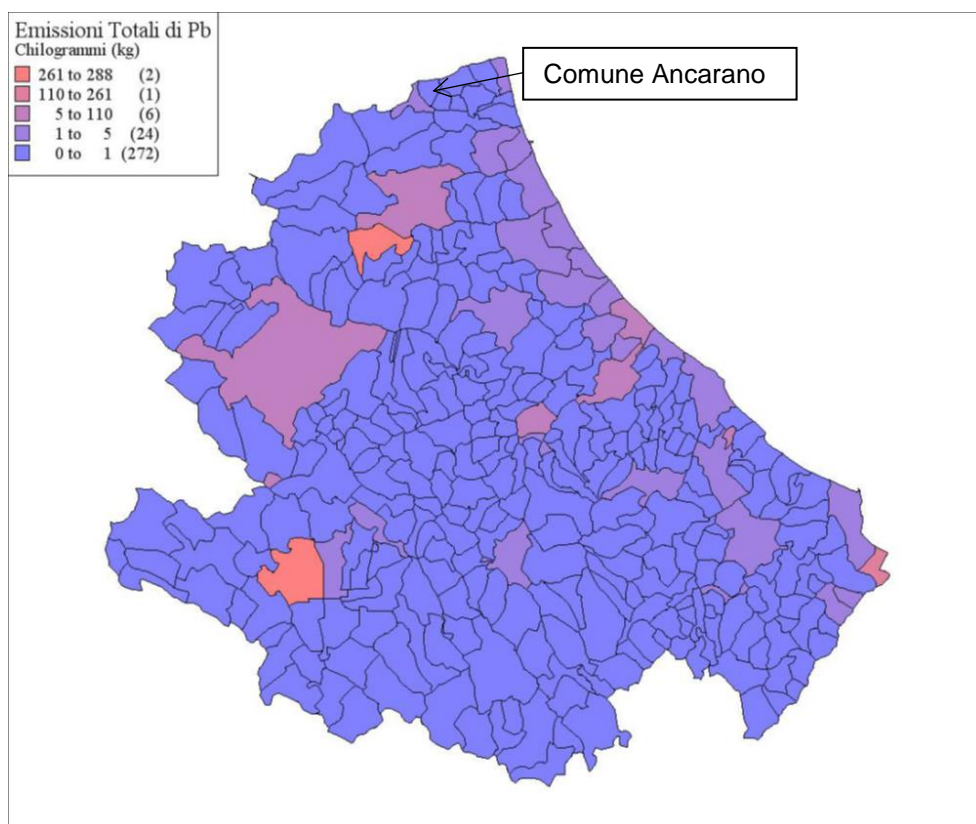 Emissioni Totali di Pb
Chilogrammi (kg)
261 to 288 (2)
110 to 261 (1)
5 to 110 (6)
1 to 5 (24)
0 to 1 (272)
Comune Ancarano